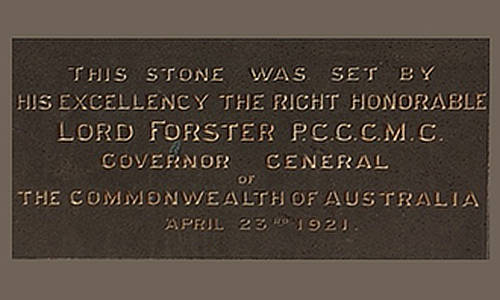 THIS STONE WAS SET BY
HIS EXCELLENCY THE RIGHT HONORABLE
LORD FORSTER P.C.C.C.M.C.
GOVERNOR GENERAL
OF
THE COMMONWEALTH OF AUSTRALIA
APRIL 23RD 1921.